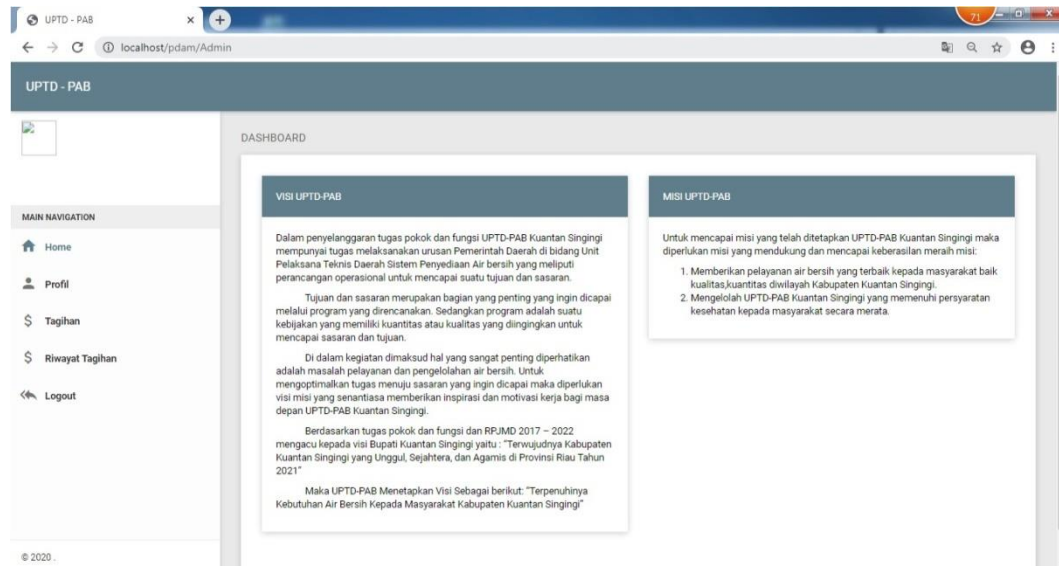 UPTD - PAB
71
localhost/pdam/Admin
UPTD - PAB
DASHBOARD
MAIN NAVIGATION
Home
Profil
Tagihan
Riwayat Tagihan
Logout
© 2020 .
VISI UPTD-PAB
Dalam penyelanggaran tugas pokok dan fungsi UPTD-PAB Kuantan Singingi
mempunyai tugas melaksanakan urusan Pemerintah Daerah di bidang Unit
Pelaksana Teknis Daerah Sistem Penyediaan Air bersih yang meliputi
perancangan operasional untuk mencapai suatu tujuan dan sasaran.
Tujuan dan sasaran merupakan bagian yang penting yang ingin dicapai
melalui program yang direncanakan. Sedangkan program adalah suatu
kebijakan yang memiliki kuantitas atau kualitas yang diingingkan untuk
mencapai sasaran dan tujuan.
Di dalam kegiatan dimaksud hal yang sangat penting diperhatikan
adalah masalah pelayanan dan pengelolahan air bersih. Untuk
mengoptimalkan tugas menuju sasaran yang ingin dicapai maka diperlukan
visi misi yang senantiasa memberikan inspirasi dan motivasi kerja bagi masa
depan UPTD-PAB Kuantan Singingi.
Berdasarkan tugas pokok dan fungsi dan RPJMD 2017 – 2022
mengacu kepada visi Bupati Kuantan Singingi yaitu : “Terwujudnya Kabupaten
Kuantan Singingi yang Unggul, Sejahtera, dan Agamis di Provinsi Riau Tahun
2021”
Maka UPTD-PAB Menetapkan Visi Sebagai berikut: “Terpenuhinya
Kebutuhan Air Bersih Kepada Masyarakat Kabupaten Kuantan Singingi”
MISI UPTD-PAB
Untuk mencapai misi yang telah ditetapkan UPTD-PAB Kuantan Singingi maka
diperlukan misi yang mendukung dan mencapai keberasilan meraih misi:
1. Memberikan pelayanan air bersih yang terbaik kepada masyarakat baik
kualitas,kuantitas diwilayah Kabupaten Kuantan Singingi.
2. Mengelolah UPTD-PAB Kuantan Singingi yang memenuhi persyaratan
kesehatan kepada masyarakat secara merata.